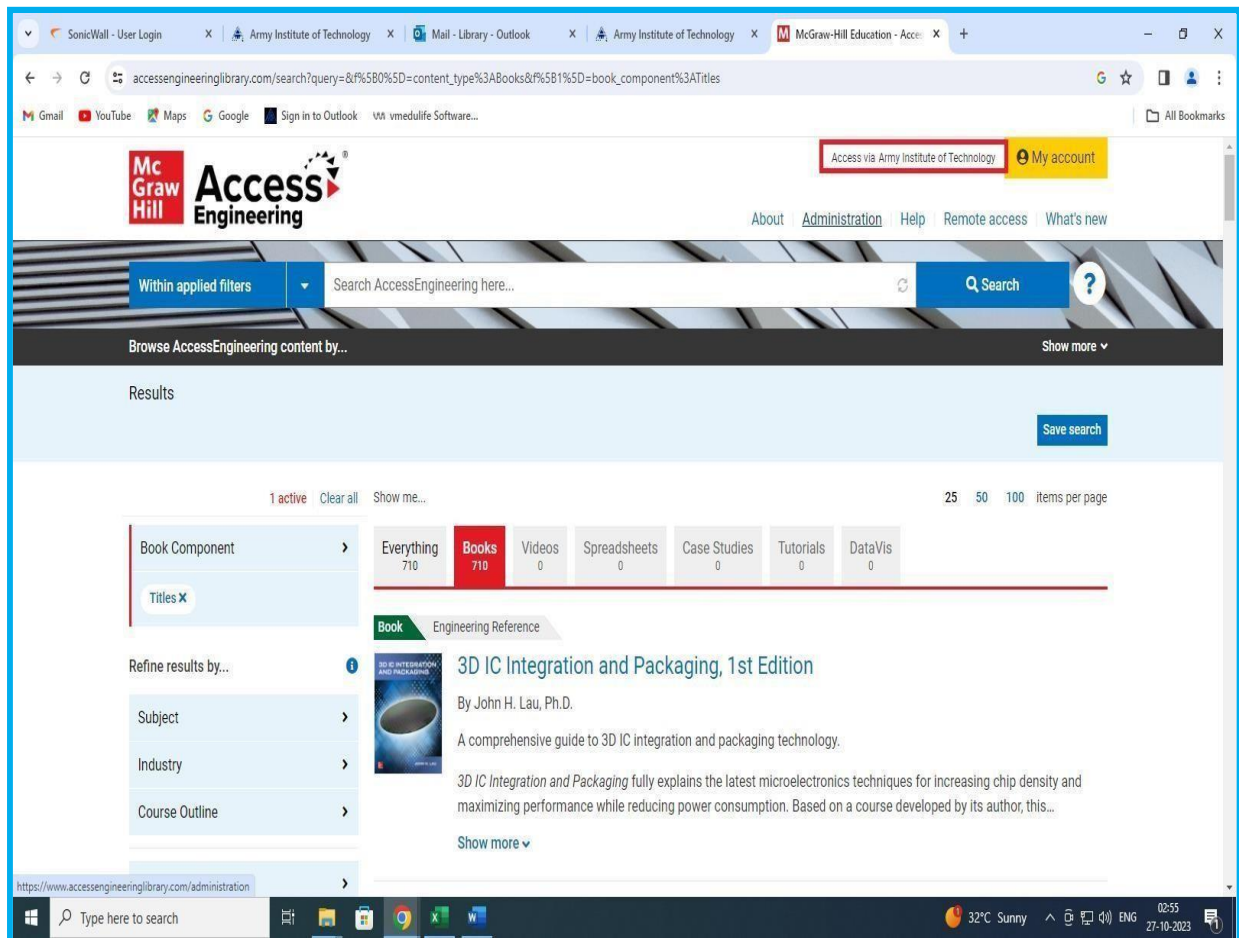 SonicWall - User Login
Army Institute of Technology
Mail - Library - Outlook
Army Institute of Technology
McGraw-Hill Education - Acce
accessengineeringlibrary.com/search?query=&f%5B0%5D=content_type%3ABooks&f%5B1%5D=book_component%3ATitles
Gmail YouTube Maps Google Sign in to Outlook vmedulife Software... All Bookmarks
Access via Army Institute of Technology
My account
Mc
Graw
Hill
Access®
Engineering
About Administration Help Remote access What's new
Within applied filters Search AccessEngineering here... Search ?
Browse AccessEngineering content by... Show more
Results
Save search
1 active Clear all Show me... 25 50 100 items per page
Book Component
Titles X
Everything Books Videos Spreadsheets Case Studies Tutorials DataVis
710 710 0 0 0 0 0
Book Engineering Reference
Refine results by...
Subject
Industry
Course Outline
3D IC INTEGRATION
AND PACKAGING
3D IC Integration and Packaging, 1st Edition
By John H. Lau, Ph.D.
A comprehensive guide to 3D IC integration and packaging technology.
3D IC Integration and Packaging fully explains the latest microelectronics techniques for increasing chip density and
maximizing performance while reducing power consumption. Based on a course developed by its author, this...
Show more
https://www.accessengineeringlibrary.com/administration
Type here to search
32°C Sunny ENG 02:55
27-10-2023